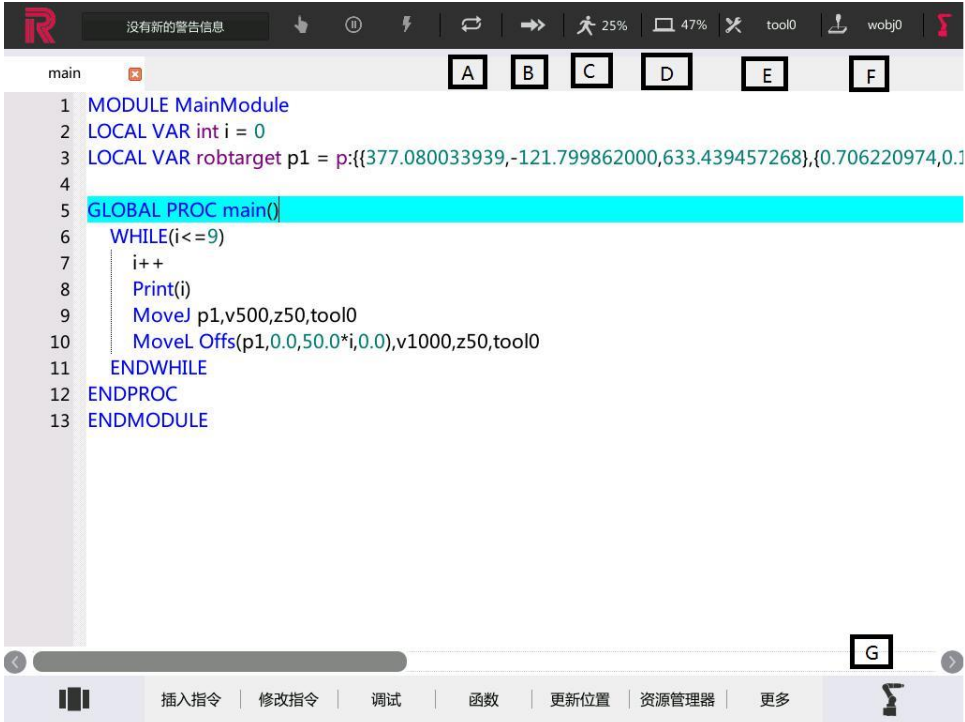 R 没有新的警告信息 25% 47% tool0 wobj0
main A B C D E F
1 MODULE MainModule
2 LOCAL VAR int i = 0
3 LOCAL VAR robtarget p1 = p:{{377.080033939,-121.799862000,633.439457268},{0.706220974,0.1
4
5 GLOBAL PROC main()
6 WHILE(i<=9)
7 i++
8 Print(i)
9 MoveJ p1,v500,z50,tool0
10 MoveL Offs(p1,0.0,50.0*i,0.0),v1000,z50,tool0
11 ENDWHILE
12 ENDPROC
13 ENDMODULE
G
插入指令 修改指令 调试 函数 更新位置 资源管理器 更多